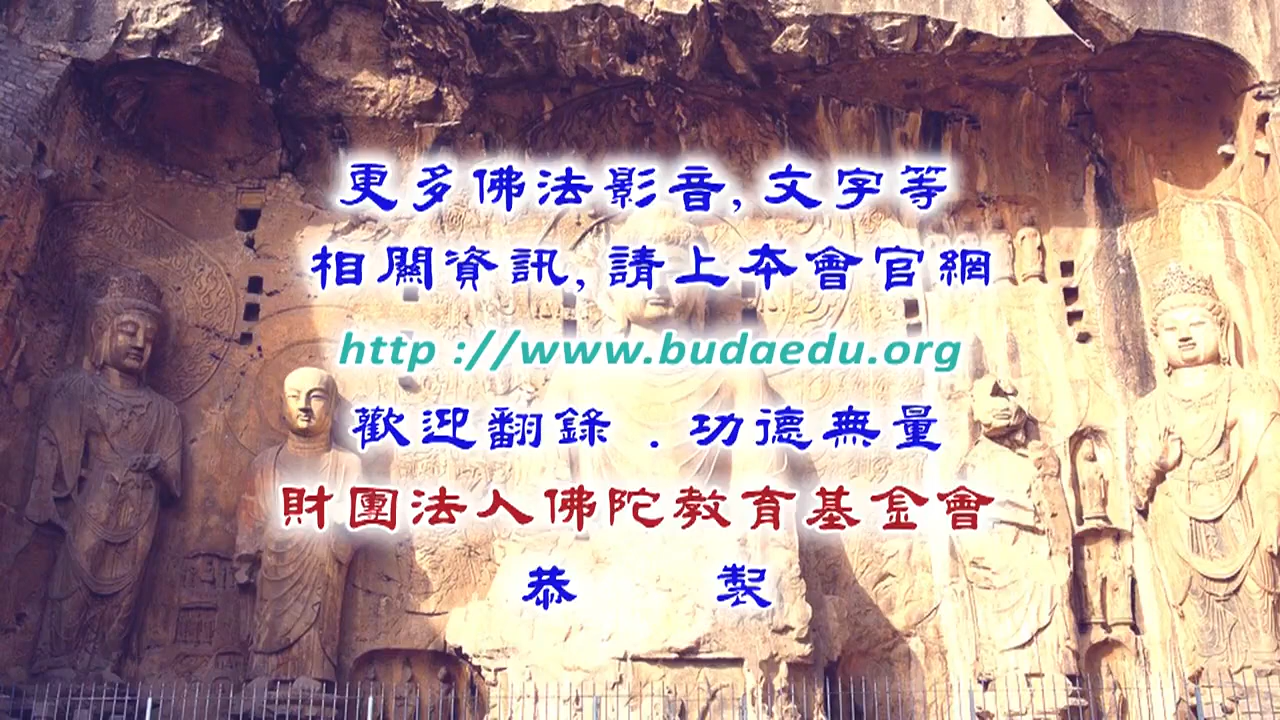 更多佛法影音,文字等
相關資訊,請上本會官網
http ://www.budaedu.org
歡迎翻錄 . 功德無量
財團法人佛陀教育基金會
恭 製